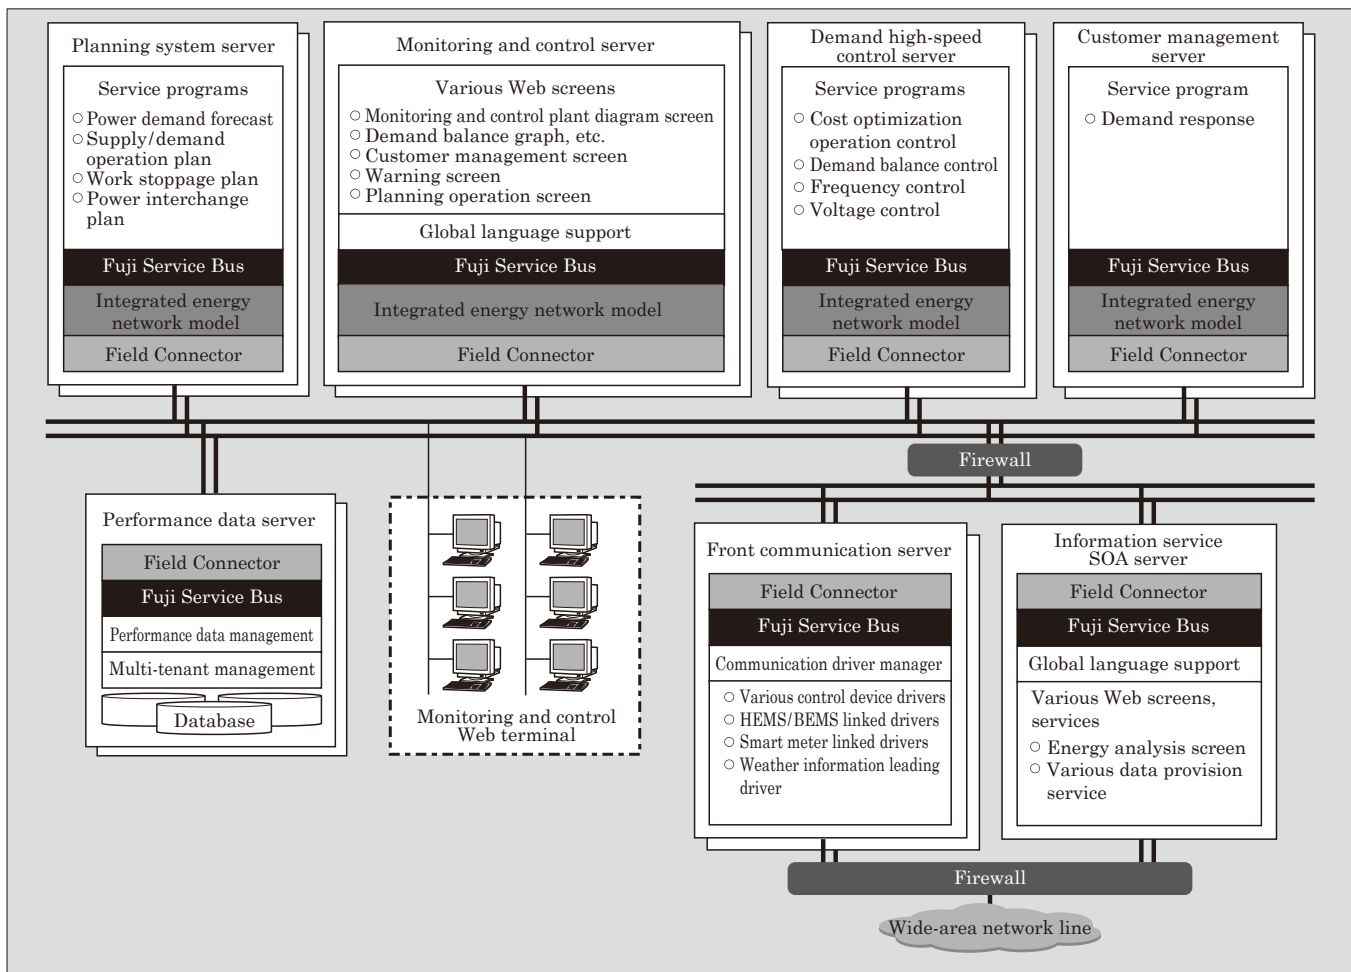 Planning system server
Service programs
○ Power demand forecast
○ Supply/demand
operation plan
○ Work stoppage plan
○ Power interchange
plan
Fuji Service Bus
Integrated energy
network model
Field Connector
Monitoring and control server
Various Web screens
○ Monitoring and control plant diagram screen
○ Demand balance graph, etc.
○ Customer management screen
○ Warning screen
○ Planning operation screen
Global language support
Fuji Service Bus
Integrated energy network model
Field Connector
Demand high-speed
control server
Service programs
○ Cost optimization
operation control
○ Demand balance control
○ Frequency control
○ Voltage control
Fuji Service Bus
Integrated energy
network model
Field Connector
Customer management
server
Service program
○ Demand response
Fuji Service Bus
Integrated energy
network model
Field Connector
Firewall
Performance data server
Field Connector
Fuji Service Bus
Performance data management
Multi-tenant management
Database
Monitoring and control
Web terminal
Front communication server
Field Connector
Fuji Service Bus
Communication driver manager
○ Various control device drivers
○ HEMS/BEMS linked drivers
○ Smart meter linked drivers
○ Weather information leading
driver
Information service
SOA server
Field Connector
Fuji Service Bus
Global language support
Various Web screens,
services
○ Energy analysis screen
○ Various data provision
service
Firewall
Wide-area network line